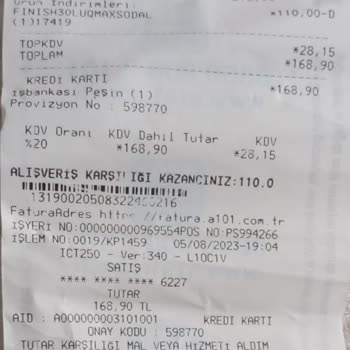 Ürün İndirimleri:
FINISH30LUQMAXSODAL *110,00-D
(1)17419
TOPKDV *28,15
TOPLAM *168,90
KREDİ KARTI *168,90
İşbankası Peşin (1)
Provizyon No : 598770
KDV Oranı KDV Dahil Tutar KDV
%20 *168,90 *28,15
ALIŞVERİŞ KARŞILIĞI KAZANCINIZ:110.0
FaturaAdres https://fatura.a101.com.tr
İŞYERİ NO:000000000969554POS NO:PS994266
İŞLEM NO:0019/KP1459 05/08/2023-19:04
ICT250 - Ver:340 - L10C1V
SATIŞ
**** **** **** 6227
TUTAR
168,90 TL
AID : A000000003101001 KREDI KARTI
ONAY KODU : 598770
TUTAR KARŞILIĞI MAL VEYA HİZMETİ ALDIM